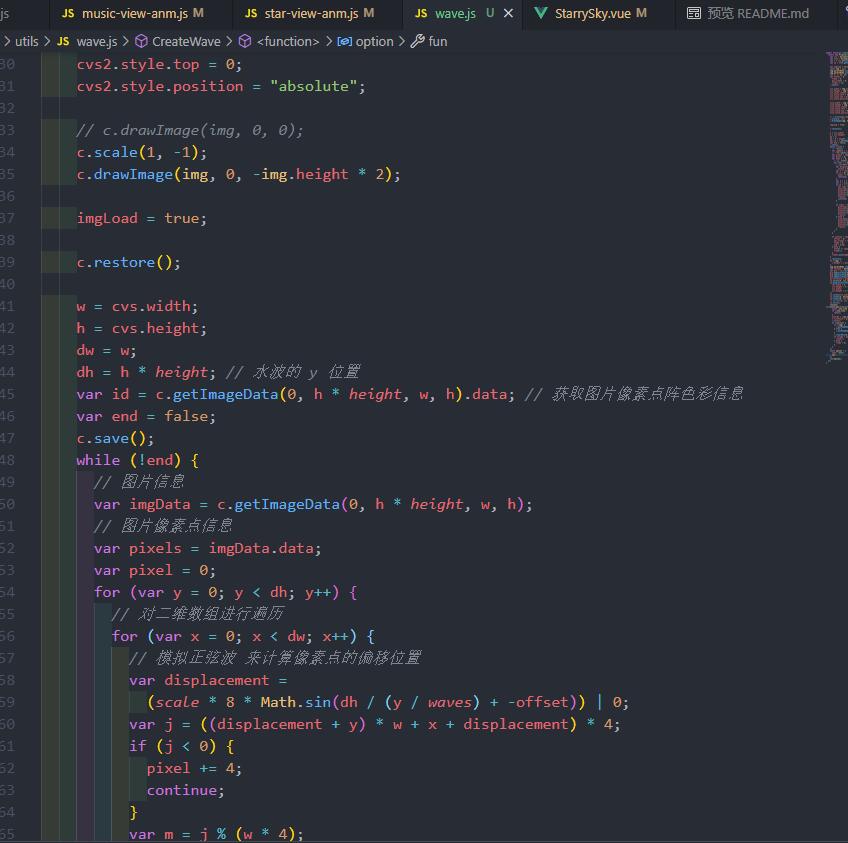 js JS music-view-anm.js M JS star-view-anm.js M JS wave.js U × StarrySky.vue M 预览 README.md
> utils > JS wave.js > CreateWave > <function> > option > fun
30 cvs2.style.top = 0;
31 cvs2.style.position = "absolute";
32
33 // c.drawImage(img, 0, 0);
34 c.scale(1, -1);
35 c.drawImage(img, 0, -img.height * 2);
36
37 imgLoad = true;
38
39 c.restore();
40
41 w = cvs.width;
42 h = cvs.height;
43 dw = w;
44 dh = h * height; // 水波的 y 位置
45 var id = c.getImageData(0, h * height, w, h).data; // 获取图片像素点阵色彩信息
46 var end = false;
47 c.save();
48 while (!end) {
49 // 图片信息
50 var imgData = c.getImageData(0, h * height, w, h);
51 // 图片像素点信息
52 var pixels = imgData.data;
53 var pixel = 0;
54 for (var y = 0; y < dh; y++) {
55 // 对二维数组进行遍历
56 for (var x = 0; x < dw; x++) {
57 // 模拟正弦波 来计算像素点的偏移位置
58 var displacement =
59 (scale * 8 * Math.sin(dh / (y / waves) + -offset)) | 0;
60 var j = ((displacement + y) * w + x + displacement) * 4;
61 if (j < 0) {
62 pixel += 4;
63 continue;
64 }
65 var m = j % (w * 4);